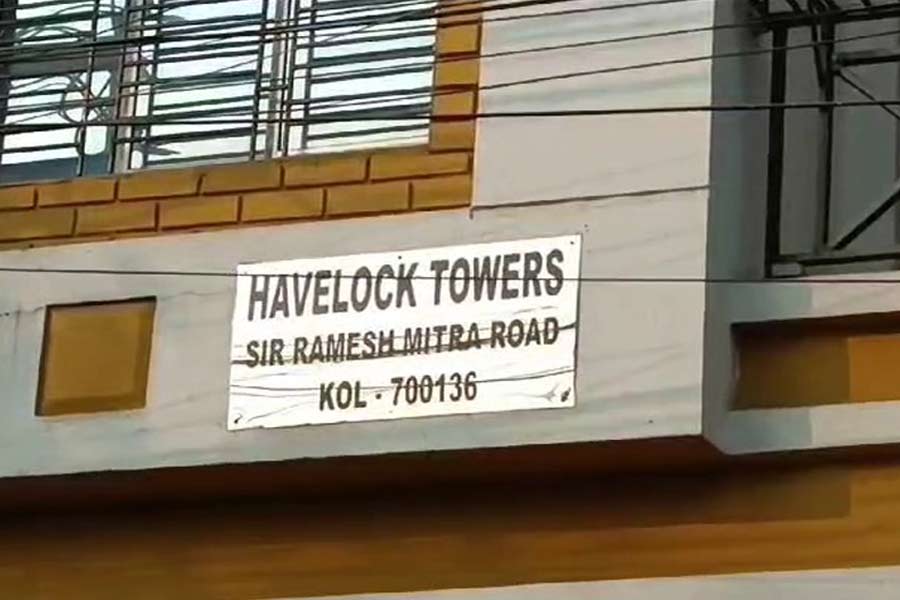 HAVELOCK TOWERS
SIR RAMESH MITRA ROAD
KOL - 700136